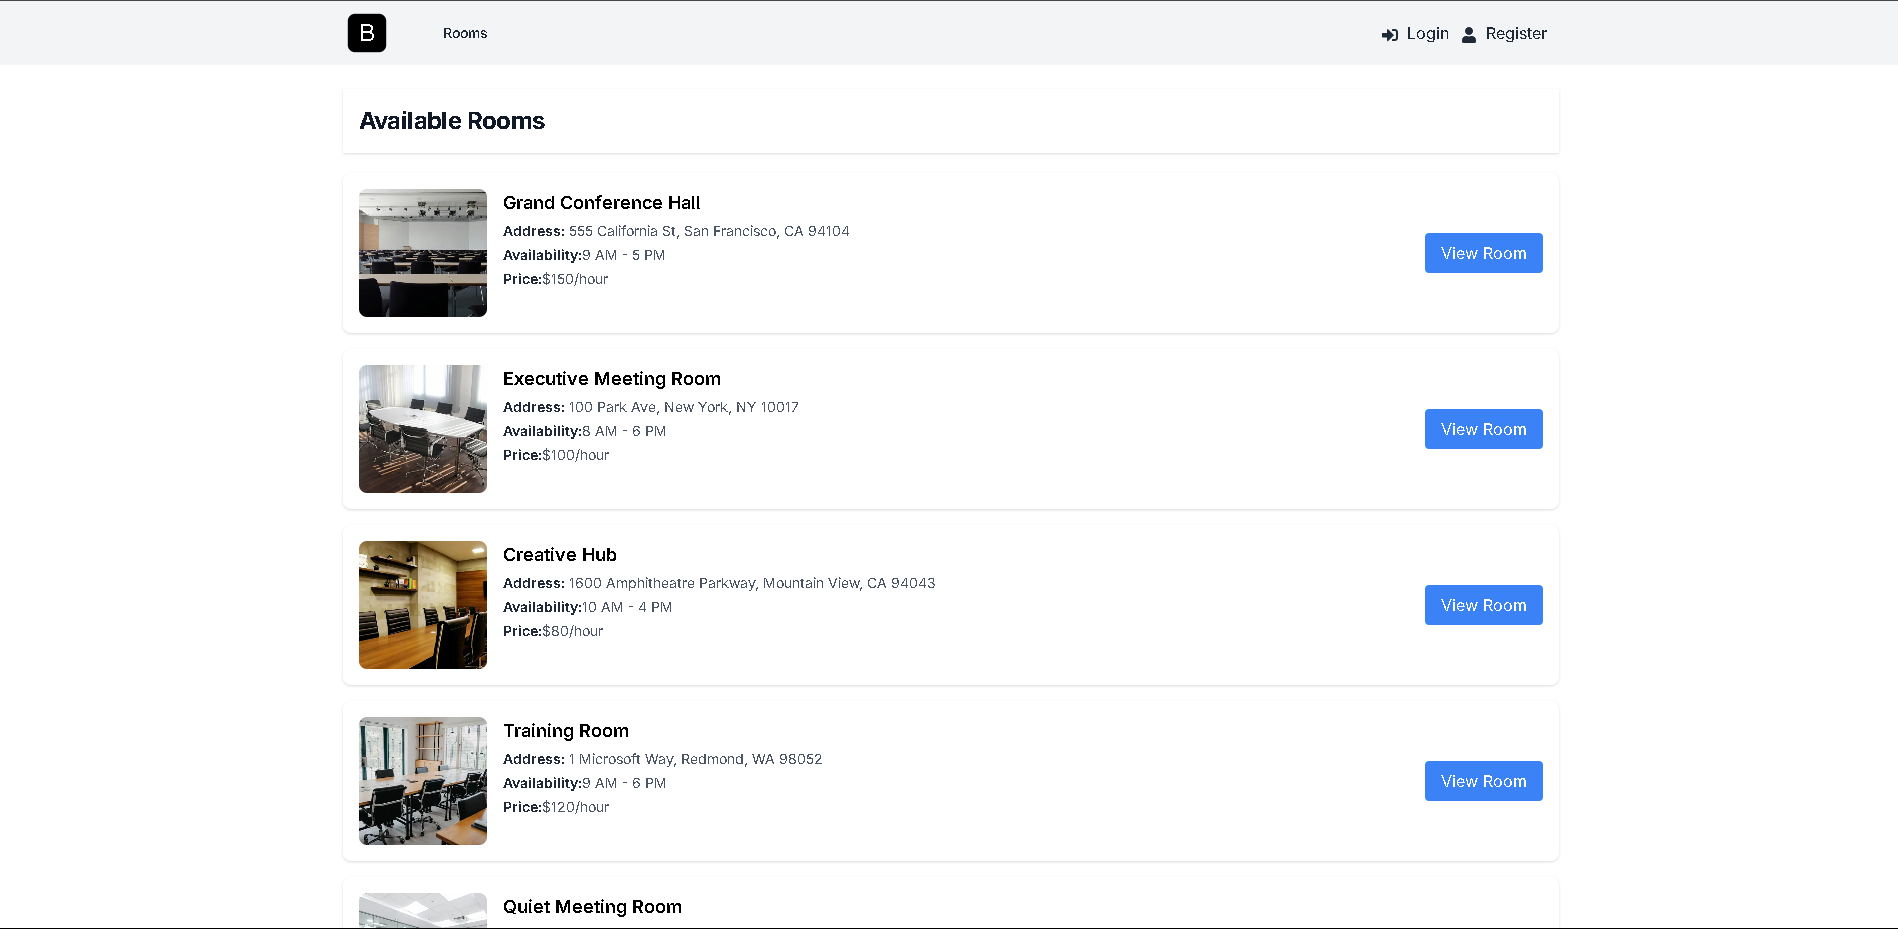 B
Rooms
Login
Register
Available Rooms
Grand Conference Hall
Address: 555 California St, San Francisco, CA 94104
Availability:9 AM - 5 PM
Price:$150/hour
View Room
Executive Meeting Room
Address: 100 Park Ave, New York, NY 10017
Availability:8 AM - 6 PM
Price:$100/hour
View Room
Creative Hub
Address: 1600 Amphitheatre Parkway, Mountain View, CA 94043
Availability:10 AM - 4 PM
Price:$80/hour
View Room
Training Room
Address: 1 Microsoft Way, Redmond, WA 98052
Availability:9 AM - 6 PM
Price:$120/hour
View Room
Quiet Meeting Room